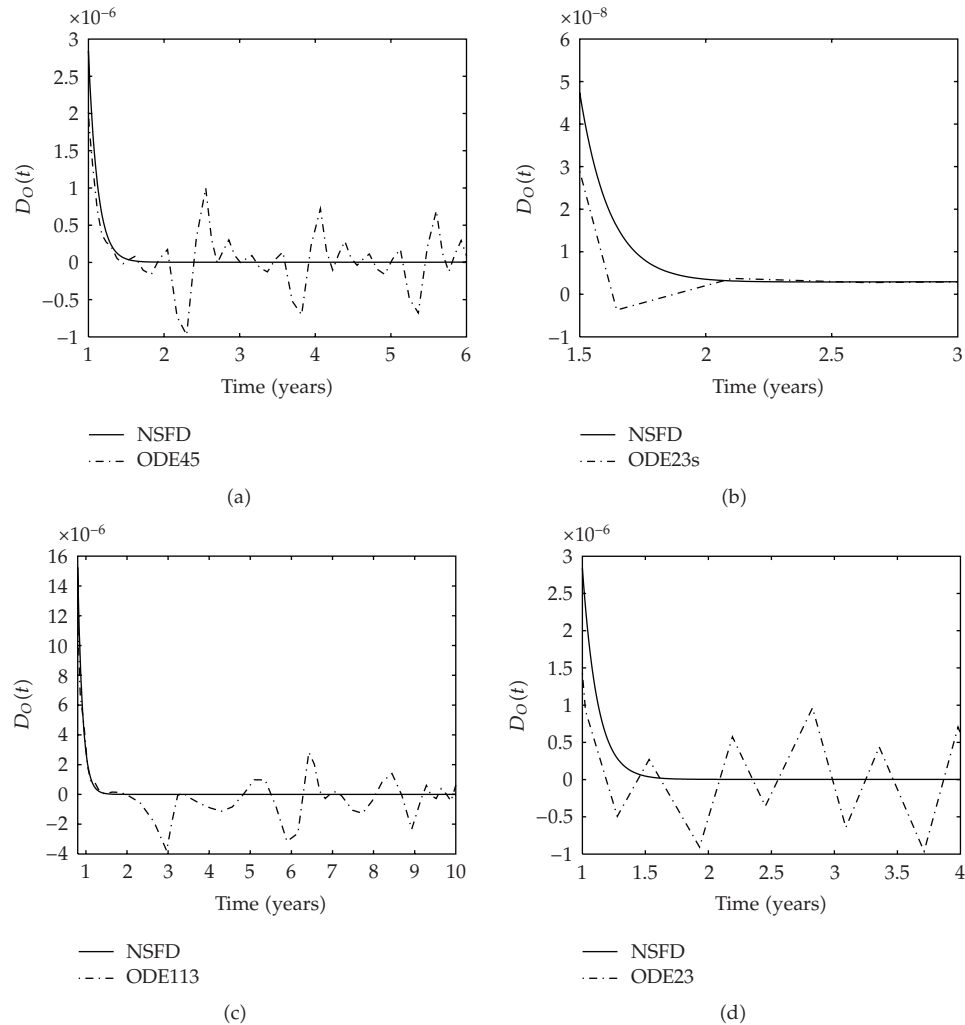 ×10⁻⁶
3
2.5
2
1.5
1
0.5
0
−0.5
−1
D_O(t)
1 2 3 4 5 6
Time (years)
NSFD
ODE45
(a)
×10⁻⁸
6
5
4
3
2
1
0
−1
D_O(t)
1.5 2 2.5 3
Time (years)
NSFD
ODE23s
(b)
×10⁻⁶
16
14
12
10
8
6
4
2
0
−2
−4
D_O(t)
1 2 3 4 5 6 7 8 9 10
Time (years)
NSFD
ODE113
(c)
×10⁻⁶
3
2.5
2
1.5
1
0.5
0
−0.5
−1
D_O(t)
1 1.5 2 2.5 3 3.5 4
Time (years)
NSFD
ODE23
(d)